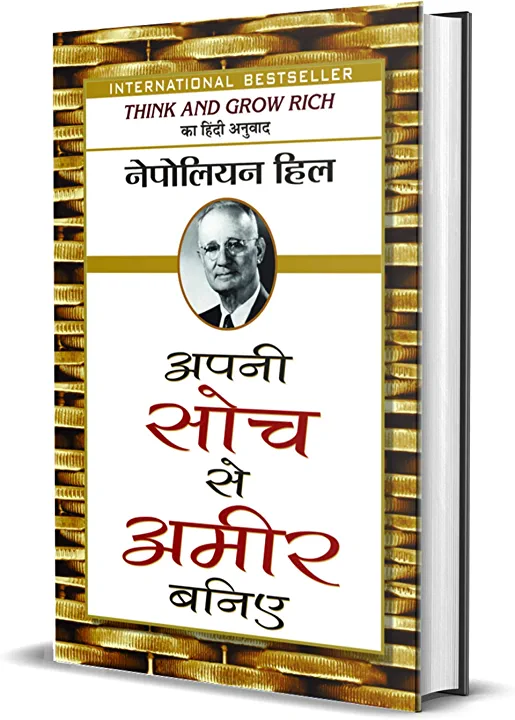 INTERNATIONAL BESTSELLER
THINK AND GROW RICH
का हिंदी अनुवाद
नेपोलियन हिल
अपनी
सोच
से
अमीर
बनिए